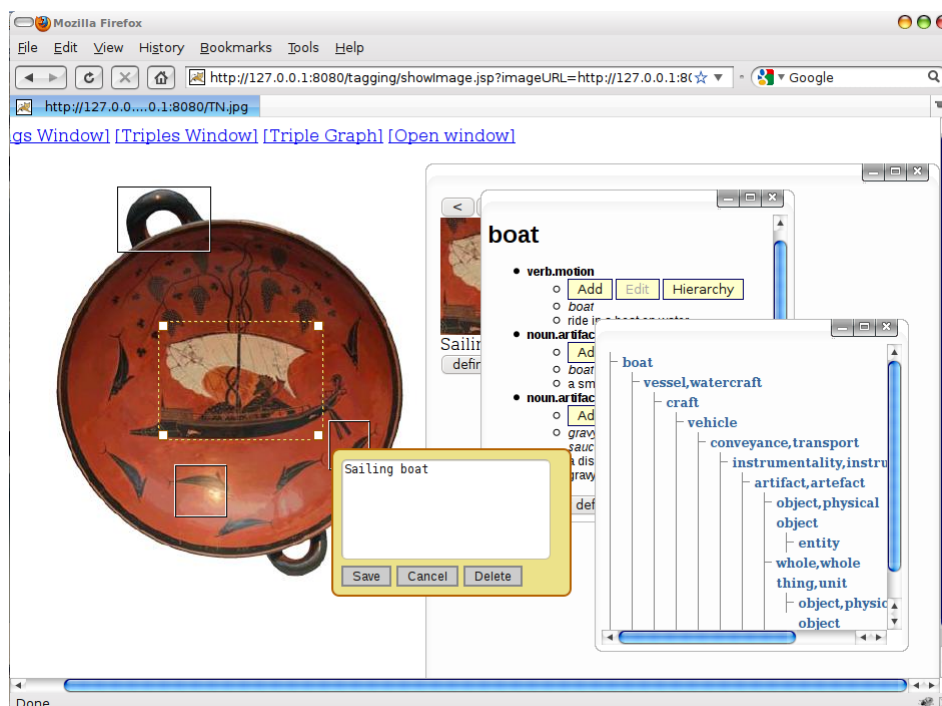 Mozilla Firefox
File Edit View History Bookmarks Tools Help
http://127.0.0.1:8080/tagging/showImage.jsp?imageURL=http://127.0.0.1:8(
Google
http://127.0.0....0.1:8080/TN.jpg
gs Window] [Triples Window] [Triple Graph] [Open window]
<
Sailin
defin
boat
verb.motion
Add Edit Hierarchy
boat
ride in a boat on water
noun.artifac
Ad
boat
a sm
noun.artifac
Ad
gravy
sauc
a dis
gravy
def
boat
vessel,watercraft
craft
vehicle
conveyance,transport
instrumentality,instru
artifact,artefact
object,physical
object
entity
whole,whole
thing,unit
object,physic
object
Sailing boat
Save Cancel Delete
Done